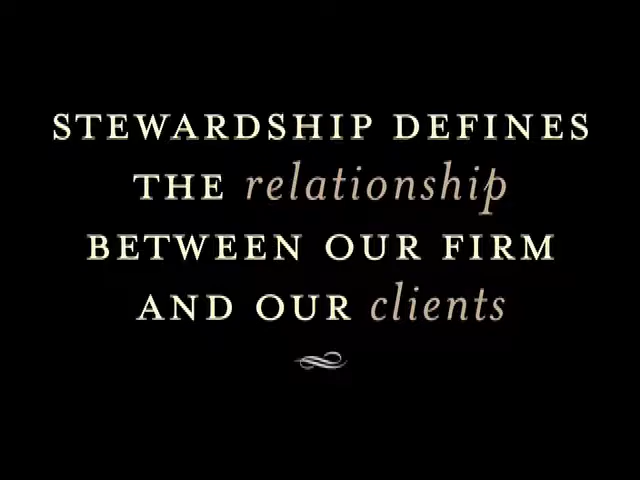 STEWARDSHIP DEFINES
THE relationship
BETWEEN OUR FIRM
AND OUR clients